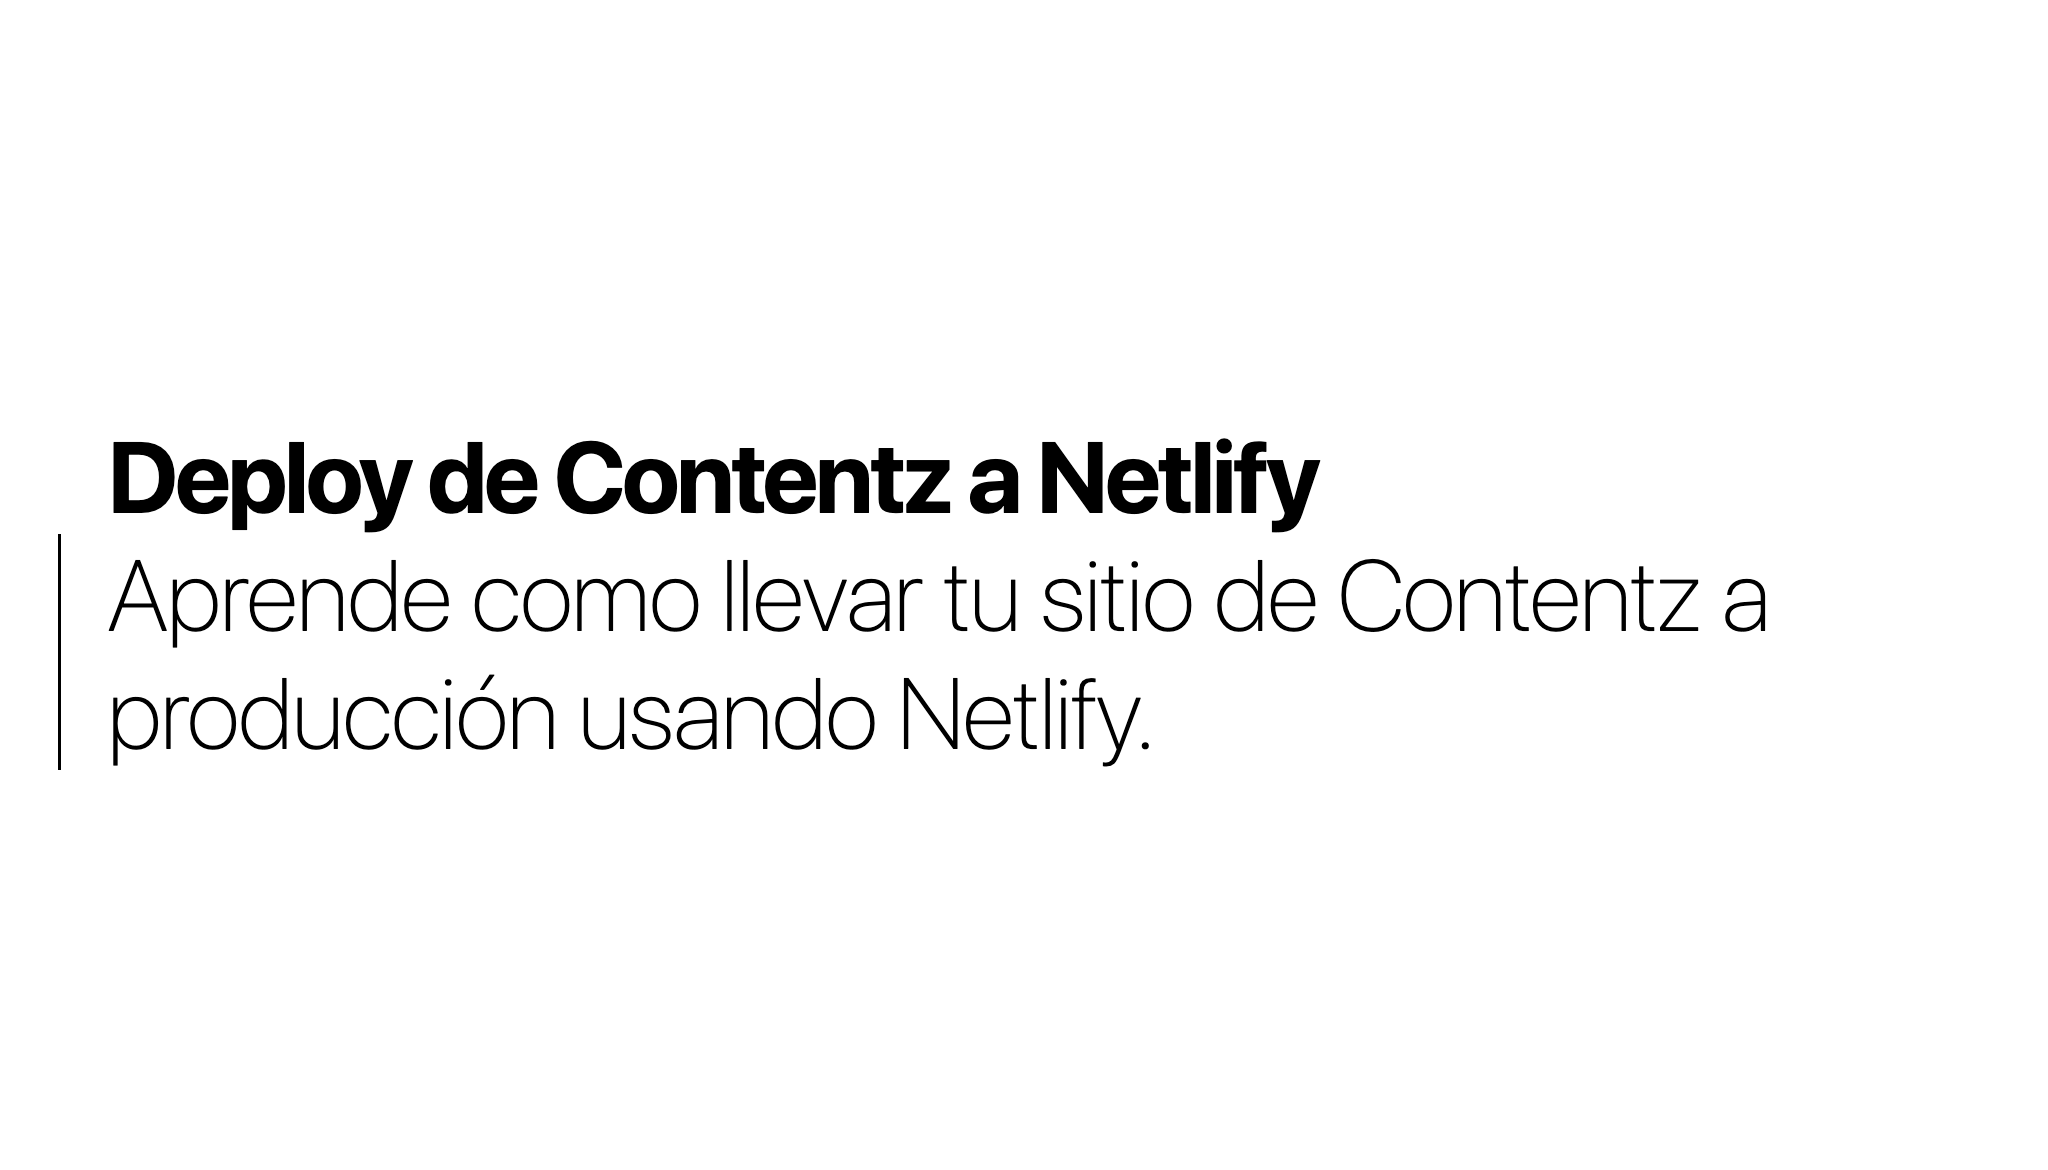 Deploy de Contentz a Netlify
Aprende como llevar tu sitio de Contentz a
producción usando Netlify.